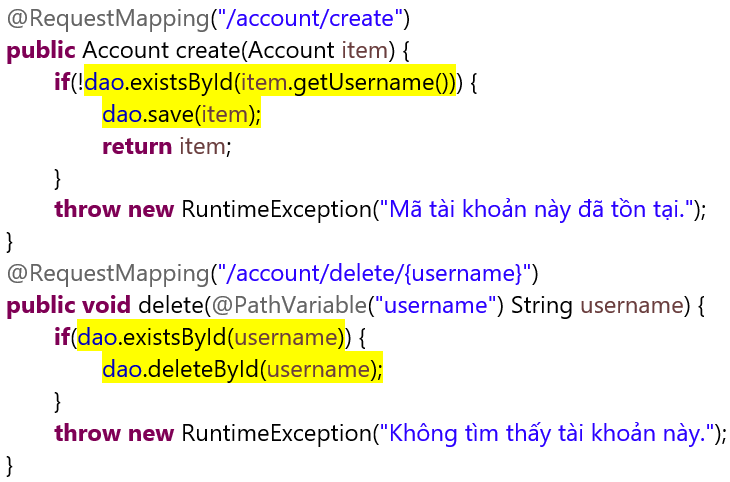 @RequestMapping("/account/create")
public Account create(Account item) {
if(!dao.existsById(item.getUsername())) {
dao.save(item);
return item;
}
throw new RuntimeException("Mã tài khoản này đã tồn tại.");
}
@RequestMapping("/account/delete/{username}")
public void delete(@PathVariable("username") String username) {
if(dao.existsById(username)) {
dao.deleteById(username);
}
throw new RuntimeException("Không tìm thấy tài khoản này.");
}